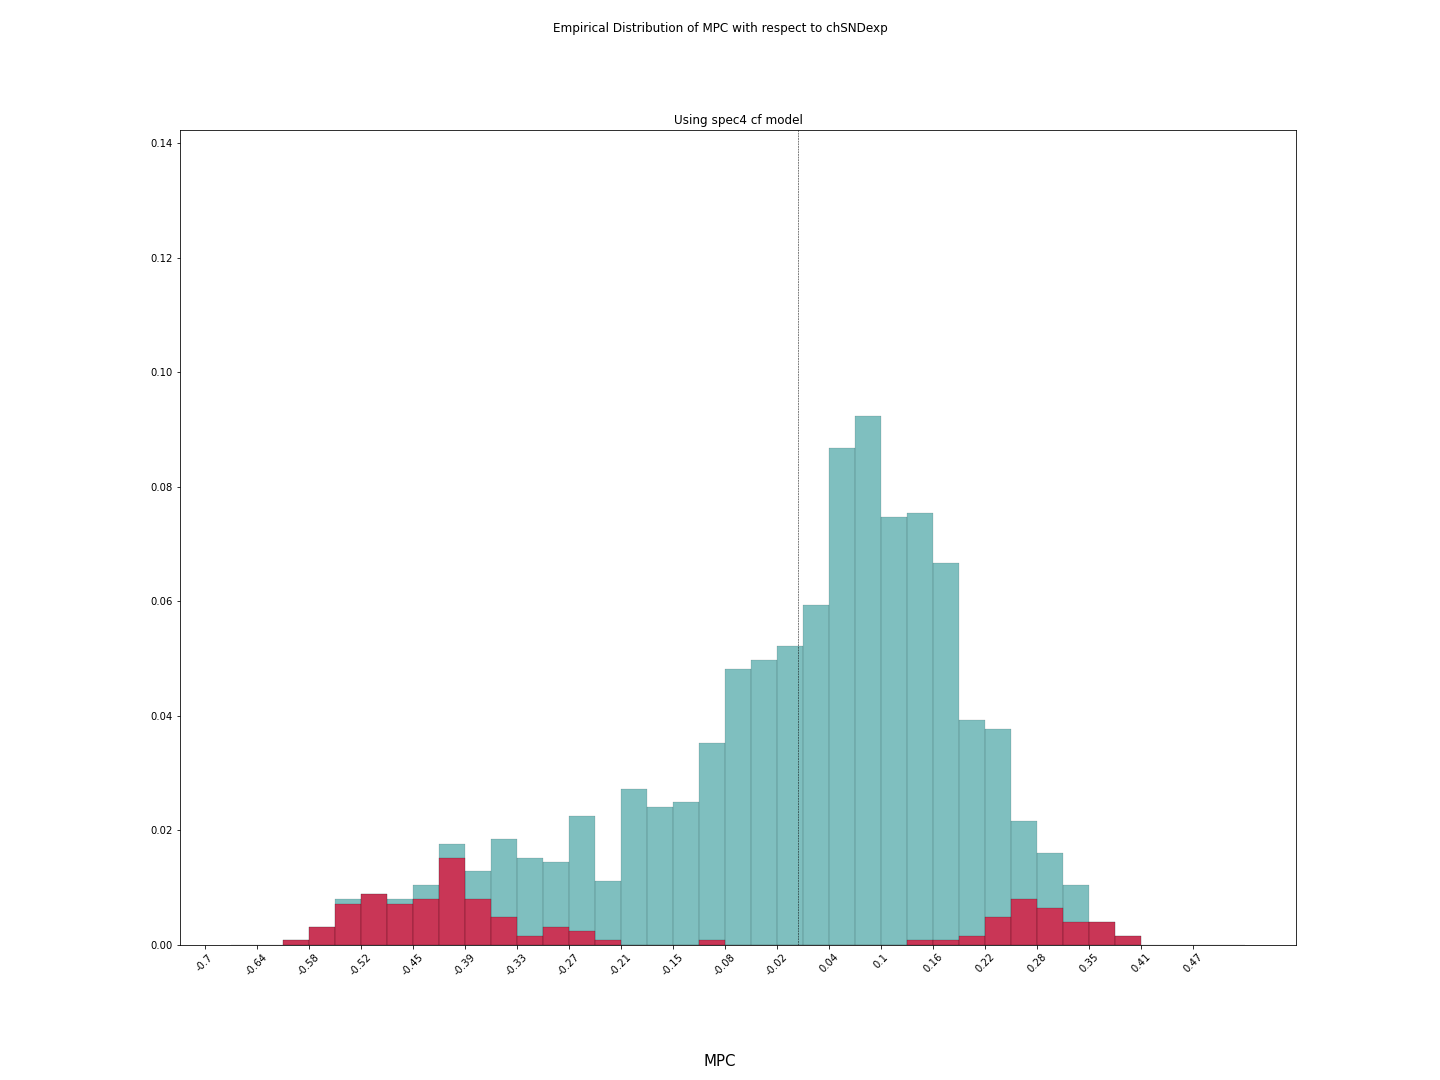 Empirical Distribution of MPC with respect to chSNDexp
Using spec4 cf model
0.14
0.12
0.10
0.08
0.06
0.04
0.02
0.00
-0.7 -0.64 -0.58 -0.52 -0.45 -0.39 -0.33 -0.27 -0.21 -0.15 -0.08 -0.02 0.04 0.1 0.16 0.22 0.28 0.35 0.41 0.47
MPC